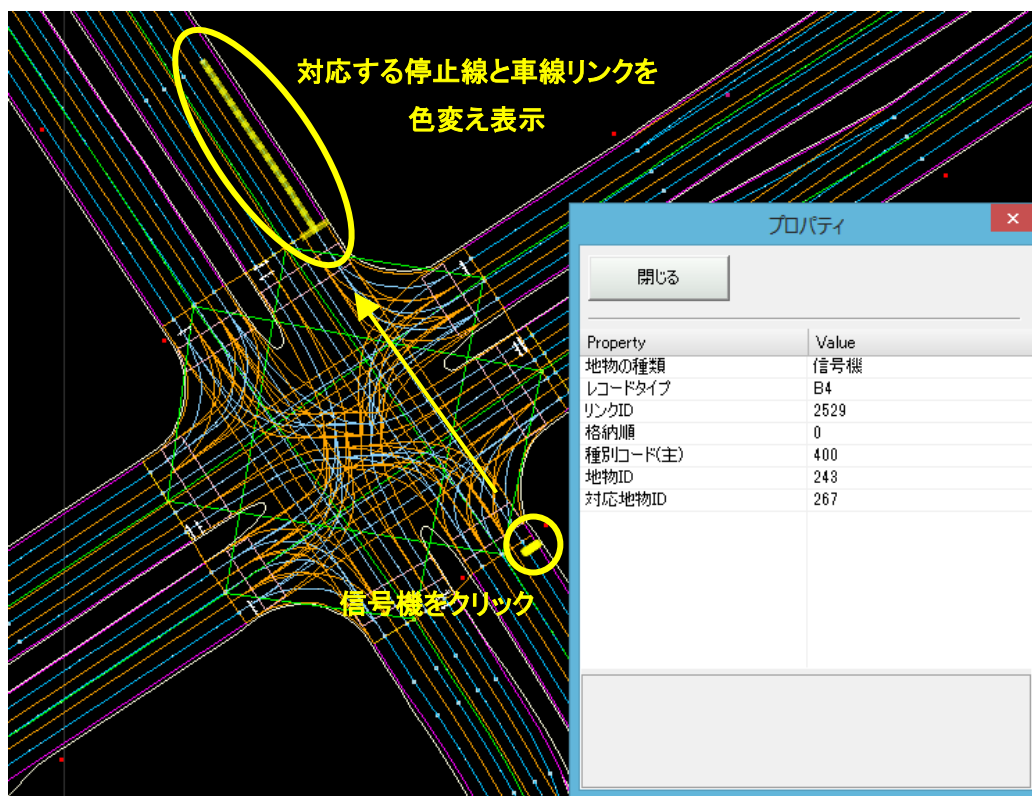 対応する停止線と車線リンクを
色変え表示
信号機をクリック
プロパティ
×
閉じる
Property Value
地物の種類 信号機
レコードタイプ B4
リンクID 2529
格納順 0
種別コード(主) 400
地物ID 243
対応地物ID 267